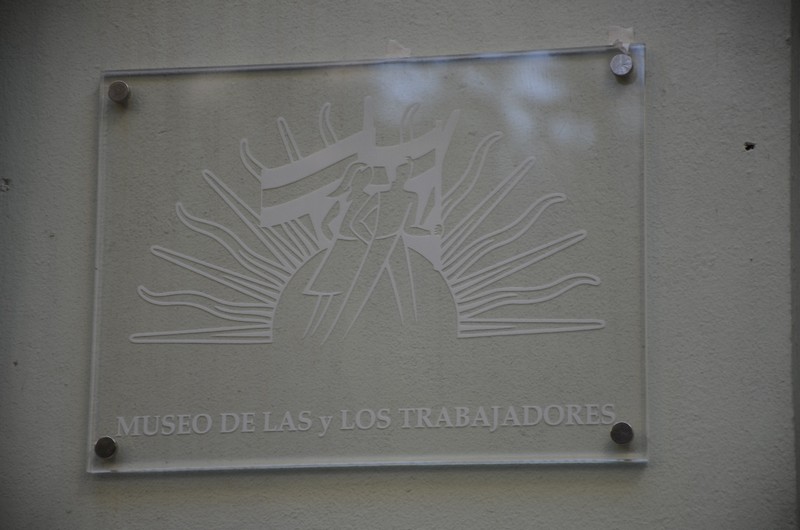 MUSEO DE LAS y LOS TRABAJADORES